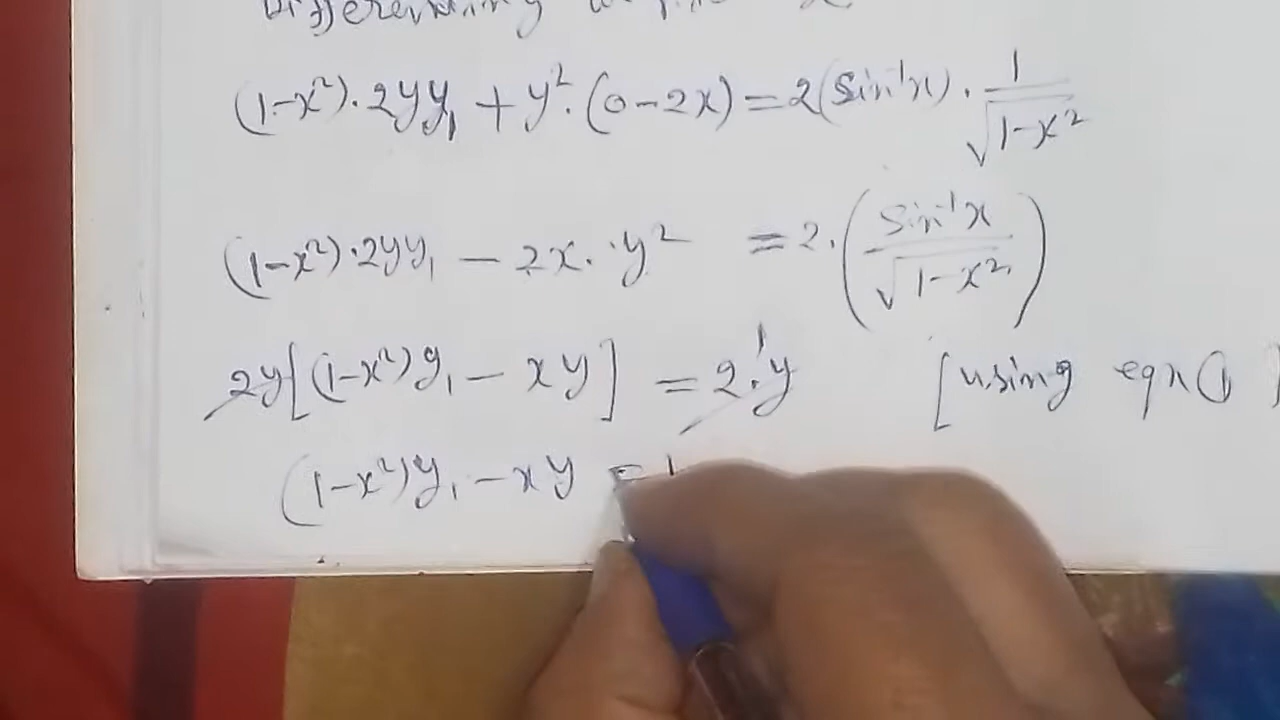 (1-x²)·2yy₁ + y²·(0-2x) = 2(sin⁻¹x)·1/√1-x²
(1-x²)·2yy₁ - 2x·y² = 2·(sin⁻¹x/√1-x²)
2y[(1-x²)y₁ - xy] = 2·y [using eqn ①]
(1-x²)y₁ - xy = 1